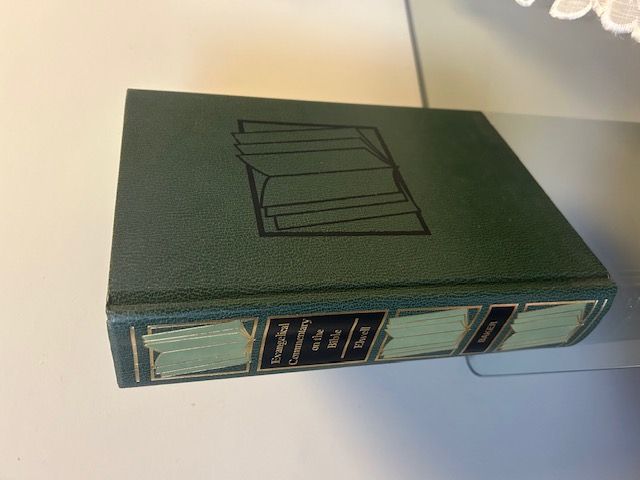 Evangelical
Commentary
on the
Bible
Elwell
BAKER